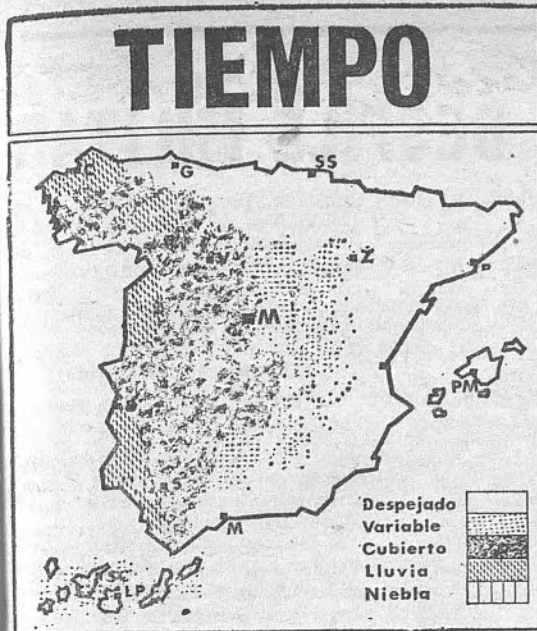 TIEMPO
C
G
SS
V
Z
P
M
PM
S
M
SC
LP
Despejado
Variable
Cubierto
Lluvia
Niebla